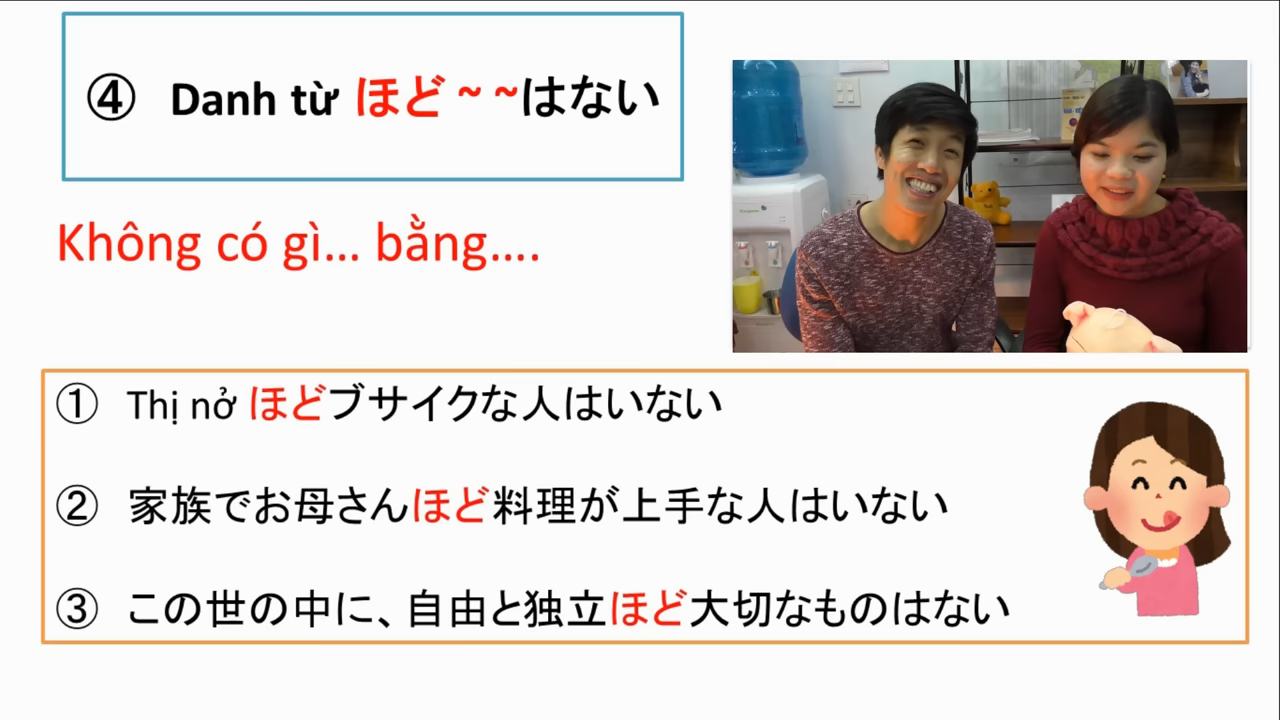 ④ Danh từ ほど ~ ~はない
Không có gì... bằng....
① Thị nở ほどブサイクな人はいない
② 家族でお母さんほど料理が上手な人はいない
③ この世の中に、自由と独立ほど大切なものはない